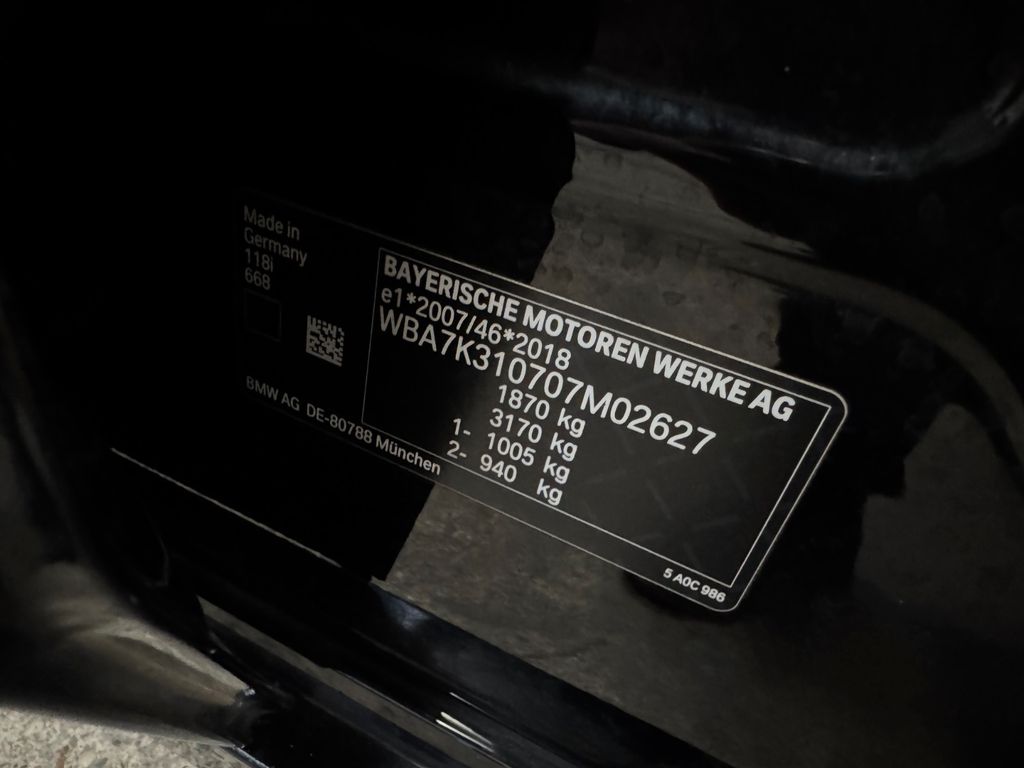 Made in
Germany
118i
668
BMW AG DE-80788 München
BAYERISCHE MOTOREN WERKE AG
e1*2007/46*2018
WBA7K310707M02627
1870 kg
3170 kg
1- 1005 kg
2- 940 kg
5 A0C 986